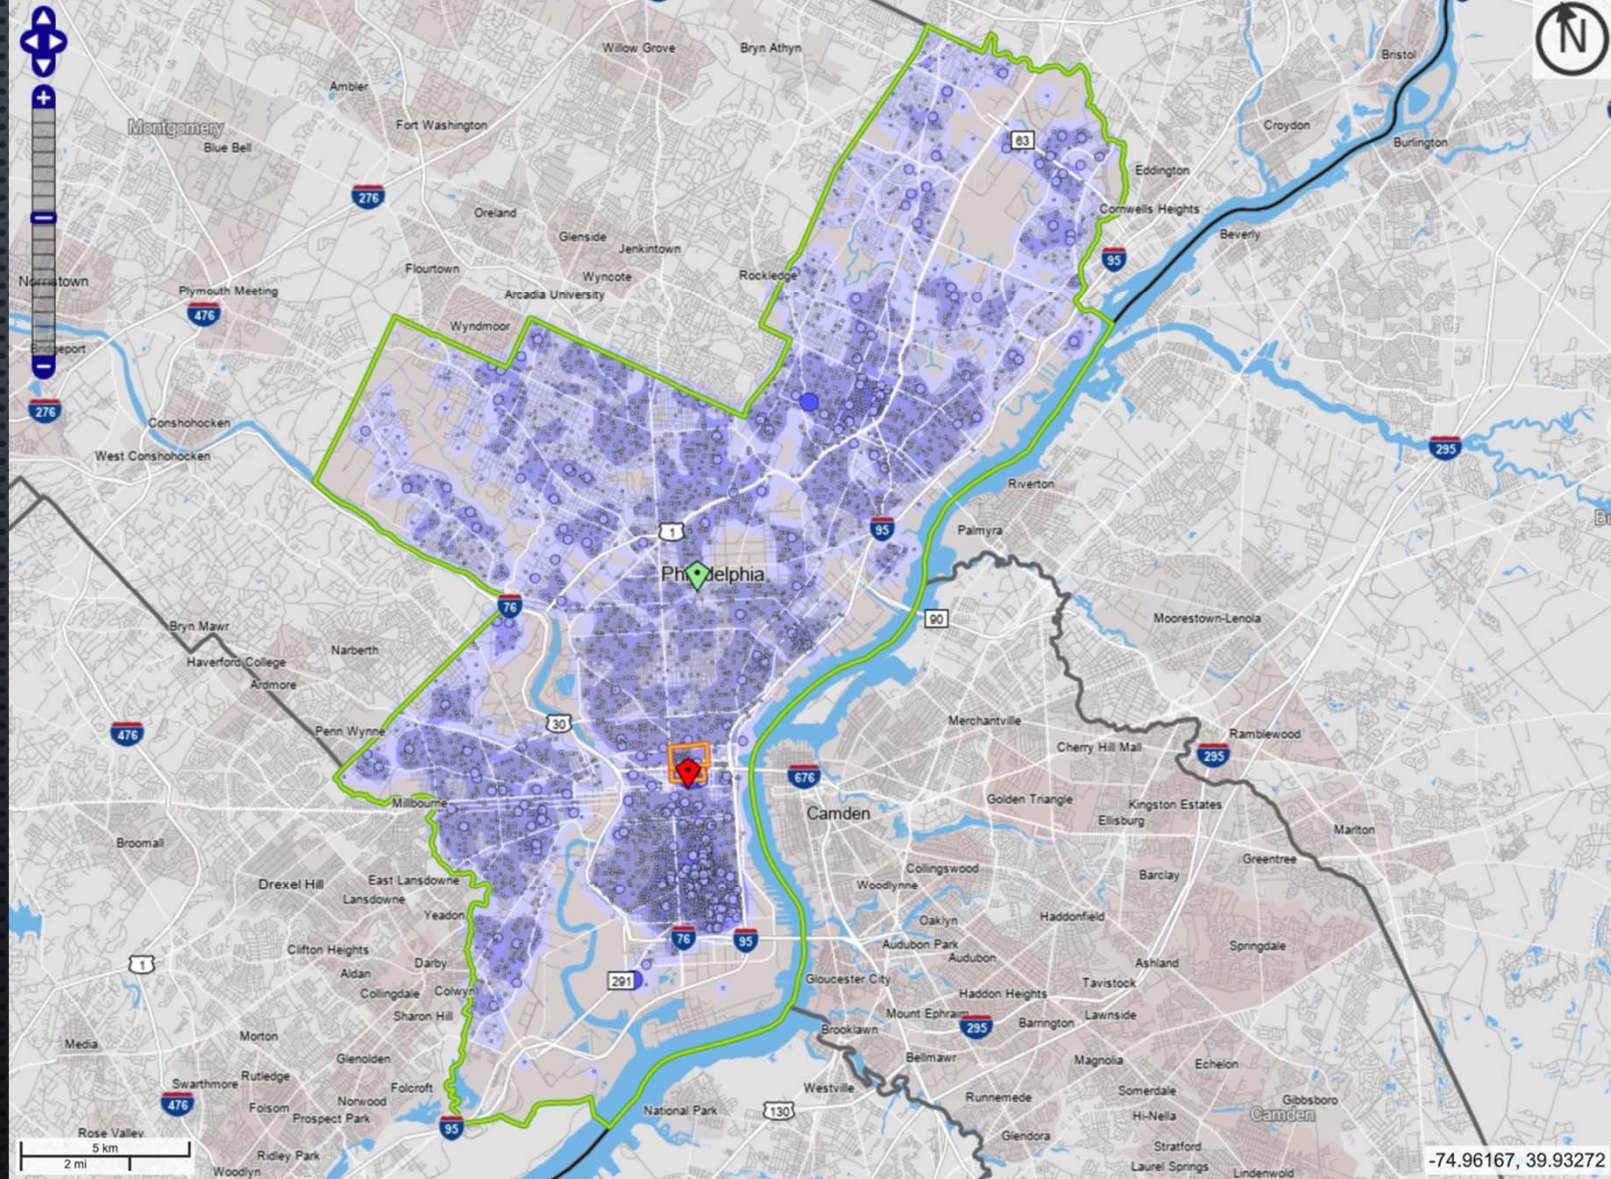 N
Willow Grove
Bryn Athyn
Bristol
Ambler
Fort Washington
Montgomery
Blue Bell
Croydon
Burlington
63
Eddington
276
Oreland
Cornwells Heights
Glenside
Jenkintown
Beverly
95
Flourtown
Wyncote
Rockledge
Norristown
Plymouth Meeting
Arcadia University
476
Wyndmoor
276
Conshohocken
West Conshohocken
295
Riverton
1
95
Palmyra
Philadelphia
76
90
Moorestown-Lenola
Bryn Mawr
Narberth
Haverford College
Ardmore
30
Merchantville
Penn Wynne
476
Cherry Hill Mall
Ramblewood
295
676
Millbourne
Camden
Golden Triangle
Kingston Estates
Ellisburg
Marlton
Broomall
Greentree
Drexel Hill
East Lansdowne
Collingswood
Barclay
Lansdowne
Woodlynne
Yeadon
Oaklyn
Haddonfield
76
95
Clifton Heights
Audubon Park
Springdale
1
Darby
Audubon
Ashland
Aldan
291
Gloucester City
Tavistock
Collingdale
Colwyn
Haddon Heights
Sharon Hill
Mount Ephraim
Lawnside
Morton
295
Barrington
Brooklawn
Media
Glenolden
Bellmawr
Magnolia
Echelon
Swarthmore
Rutledge
Folcroft
Westville
Somerdale
476
Folsom
Norwood
National Park
130
Runnemede
Gibbsboro
Prospect Park
Hi-Nella
Camden
95
Rose Valley
Glendora
5 km
Stratford
2 mi
Ridley Park
Laurel Springs
-74.96167, 39.93272
Woodlyn
Lindenwold